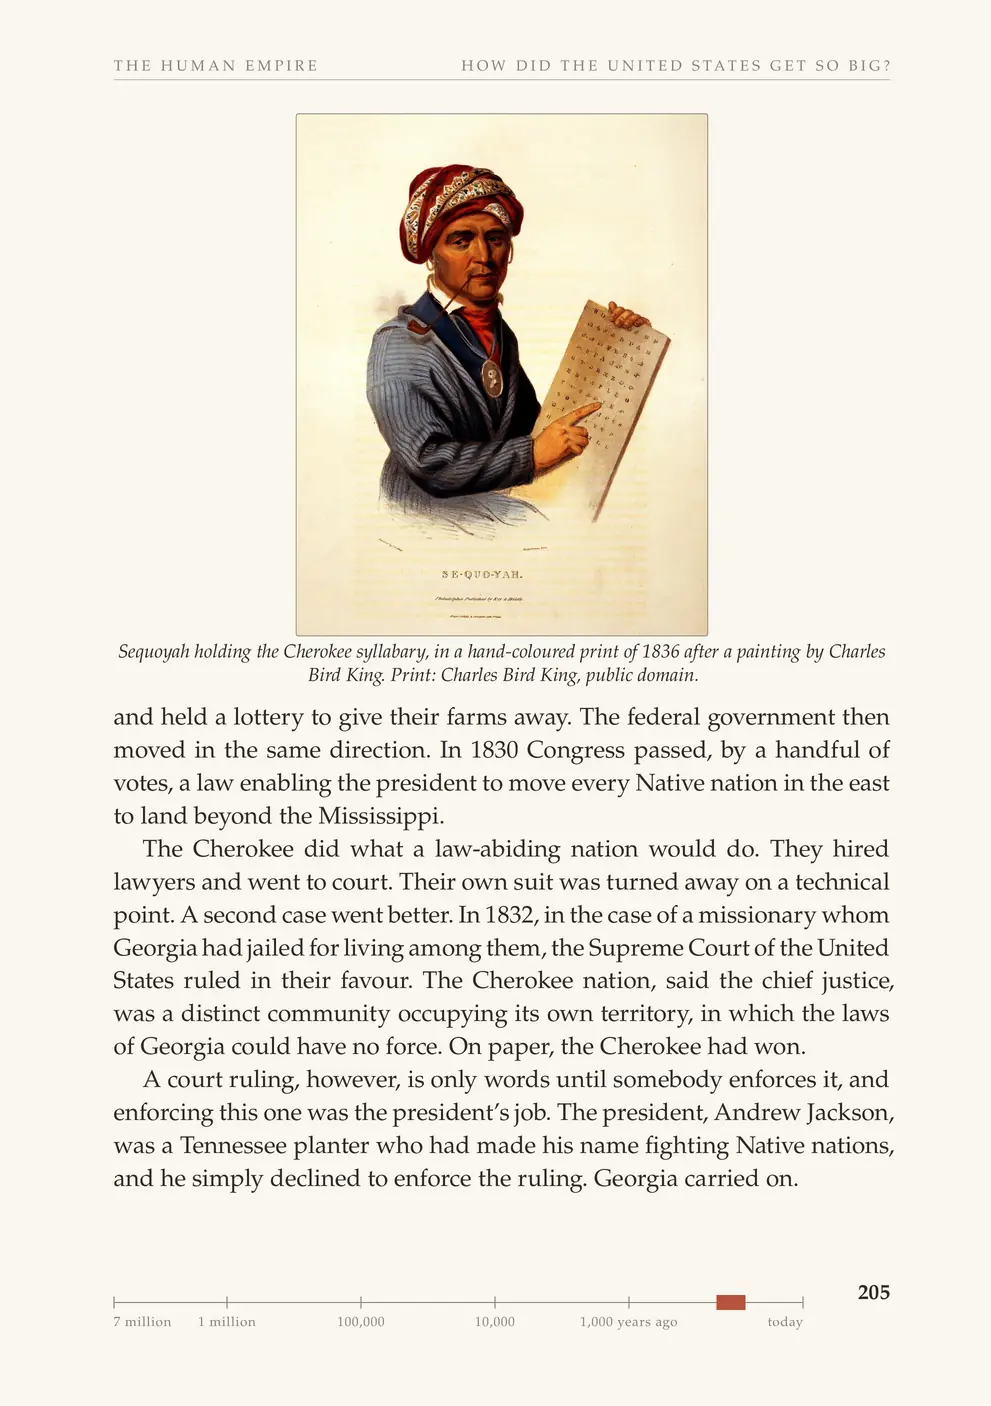 THE HUMAN EMPIRE
HOW DID THE UNITED STATES GET SO BIG?
SE-QUO-YAH.
Sequoyah holding the Cherokee syllabary, in a hand-coloured print of 1836 after a painting by Charles
Bird King. Print: Charles Bird King, public domain.
and held a lottery to give their farms away. The federal government then
moved in the same direction. In 1830 Congress passed, by a handful of
votes, a law enabling the president to move every Native nation in the east
to land beyond the Mississippi.
The Cherokee did what a law-abiding nation would do. They hired
lawyers and went to court. Their own suit was turned away on a technical
point. A second case went better. In 1832, in the case of a missionary whom
Georgia had jailed for living among them, the Supreme Court of the United
States ruled in their favour. The Cherokee nation, said the chief justice,
was a distinct community occupying its own territory, in which the laws
of Georgia could have no force. On paper, the Cherokee had won.
A court ruling, however, is only words until somebody enforces it, and
enforcing this one was the president’s job. The president, Andrew Jackson,
was a Tennessee planter who had made his name fighting Native nations,
and he simply declined to enforce the ruling. Georgia carried on.
205
7 million 1 million 100,000 10,000 1,000 years ago today